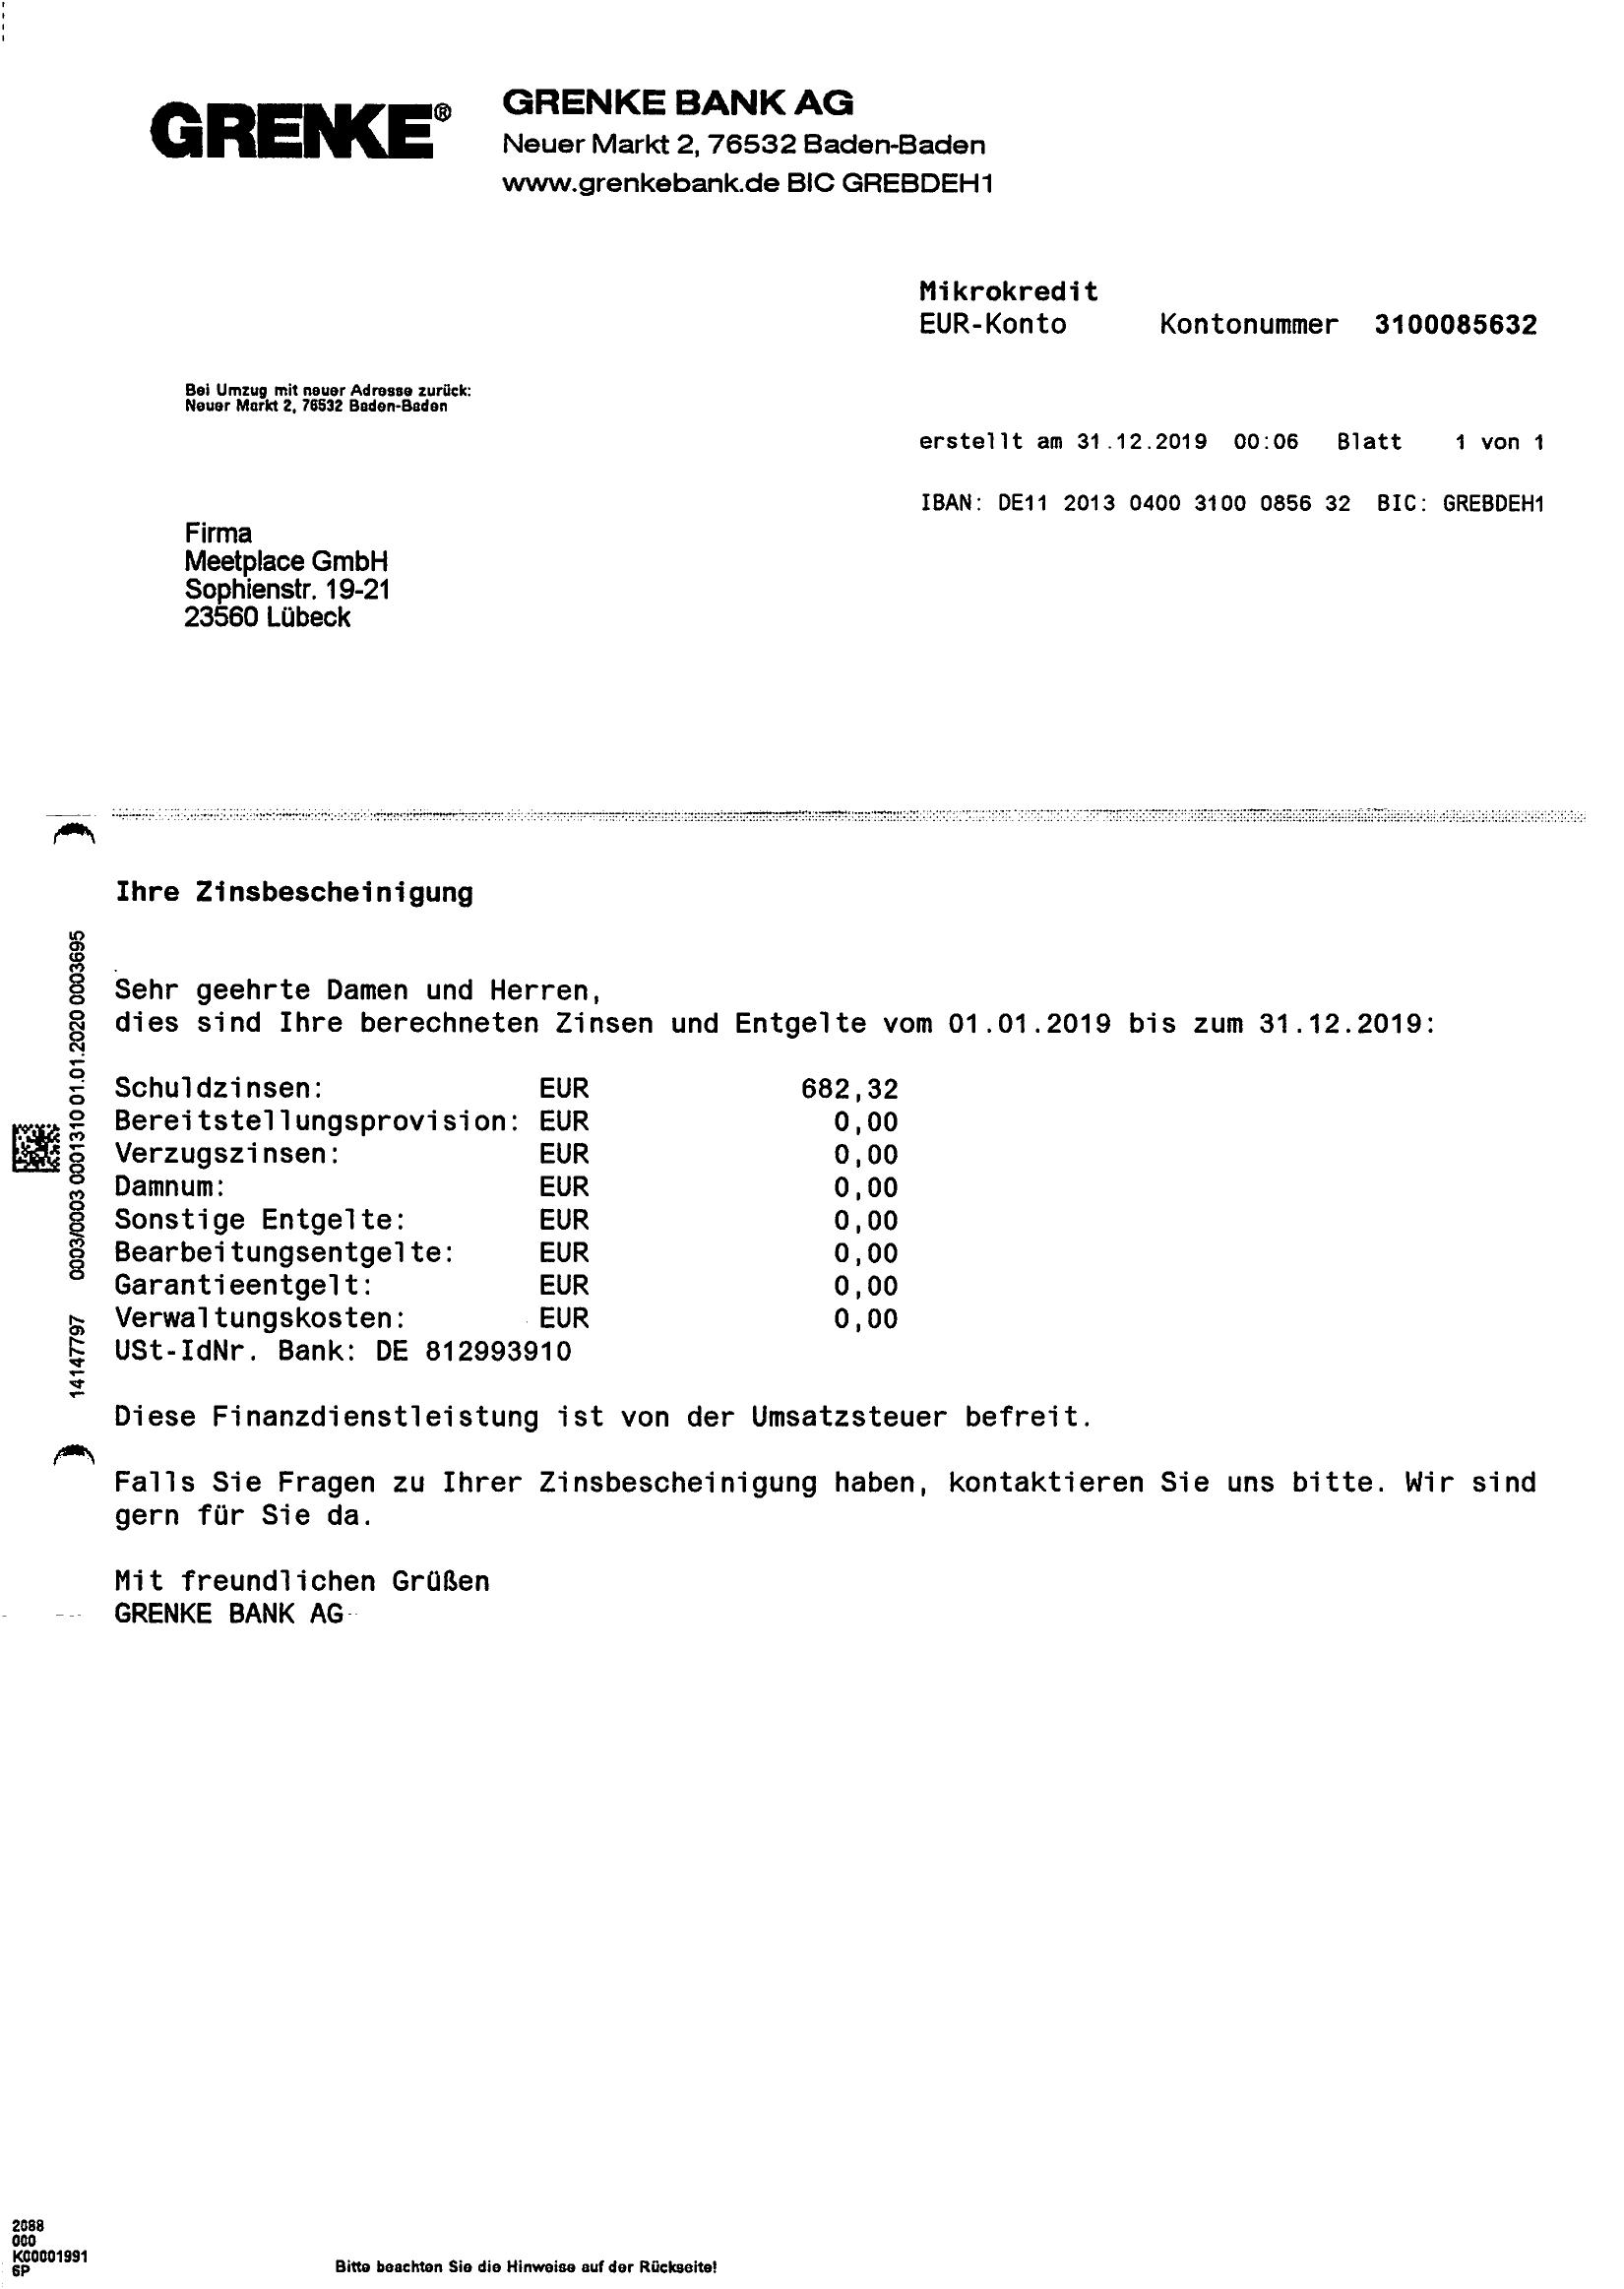 GRENKE®
GRENKE BANK AG
Neuer Markt 2, 76532 Baden-Baden
www.grenkebank.de BIC GREBDEH1
Mikrokredit
EUR-Konto Kontonummer 3100085632
Bei Umzug mit neuer Adresse zurück:
Neuer Markt 2, 76532 Baden-Baden
erstellt am 31.12.2019 00:06 Blatt 1 von 1
IBAN: DE11 2013 0400 3100 0856 32 BIC: GREBDEH1
Firma
Meetplace GmbH
Sophienstr. 19-21
23560 Lübeck
Ihre Zinsbescheinigung
Sehr geehrte Damen und Herren,
dies sind Ihre berechneten Zinsen und Entgelte vom 01.01.2019 bis zum 31.12.2019:
Schuldzinsen: EUR 682,32
Bereitstellungsprovision: EUR 0,00
Verzugszinsen: EUR 0,00
Damnum: EUR 0,00
Sonstige Entgelte: EUR 0,00
Bearbeitungsentgelte: EUR 0,00
Garantieentgelt: EUR 0,00
Verwaltungskosten: EUR 0,00
USt-IdNr. Bank: DE 812993910
Diese Finanzdienstleistung ist von der Umsatzsteuer befreit.
Falls Sie Fragen zu Ihrer Zinsbescheinigung haben, kontaktieren Sie uns bitte. Wir sind
gern für Sie da.
Mit freundlichen Grüßen
GRENKE BANK AG
14147797 0003/0003 0001310 01.01.2020 0003695
2088
000
K00001991
6P
Bitte beachten Sie die Hinweise auf der Rückseite!